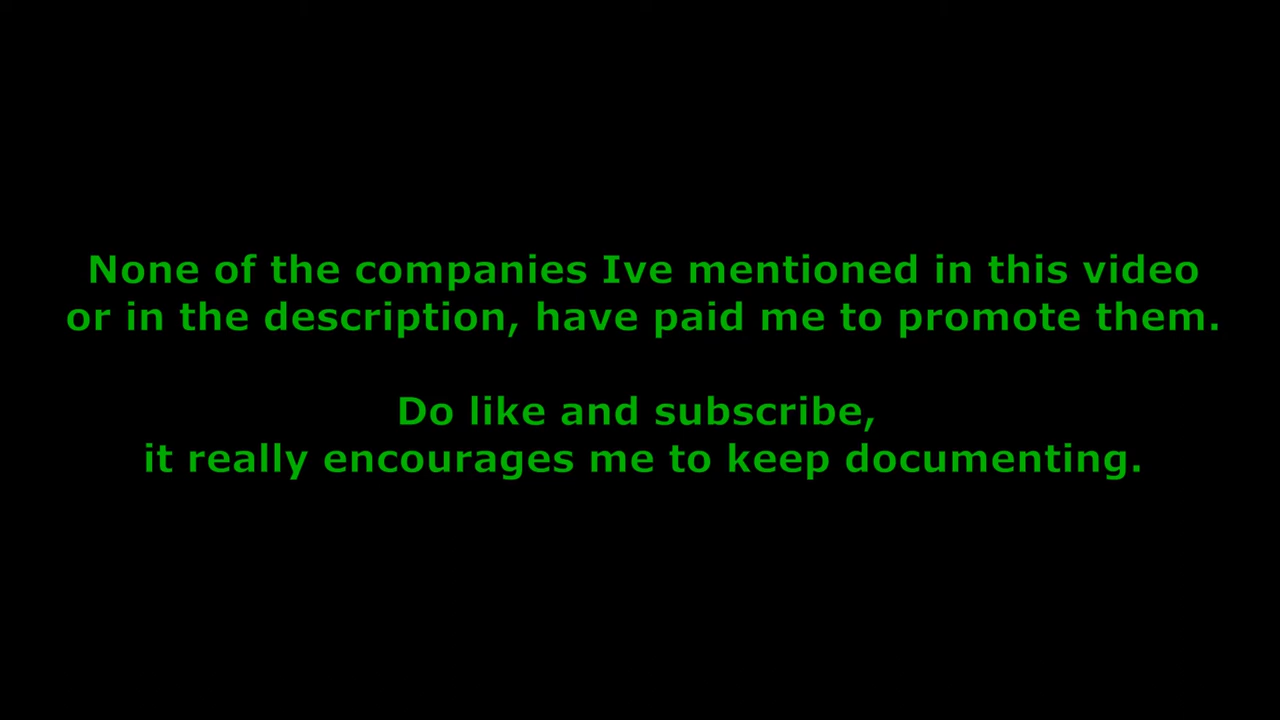 None of the companies Ive mentioned in this video
or in the description, have paid me to promote them.
Do like and subscribe,
it really encourages me to keep documenting.